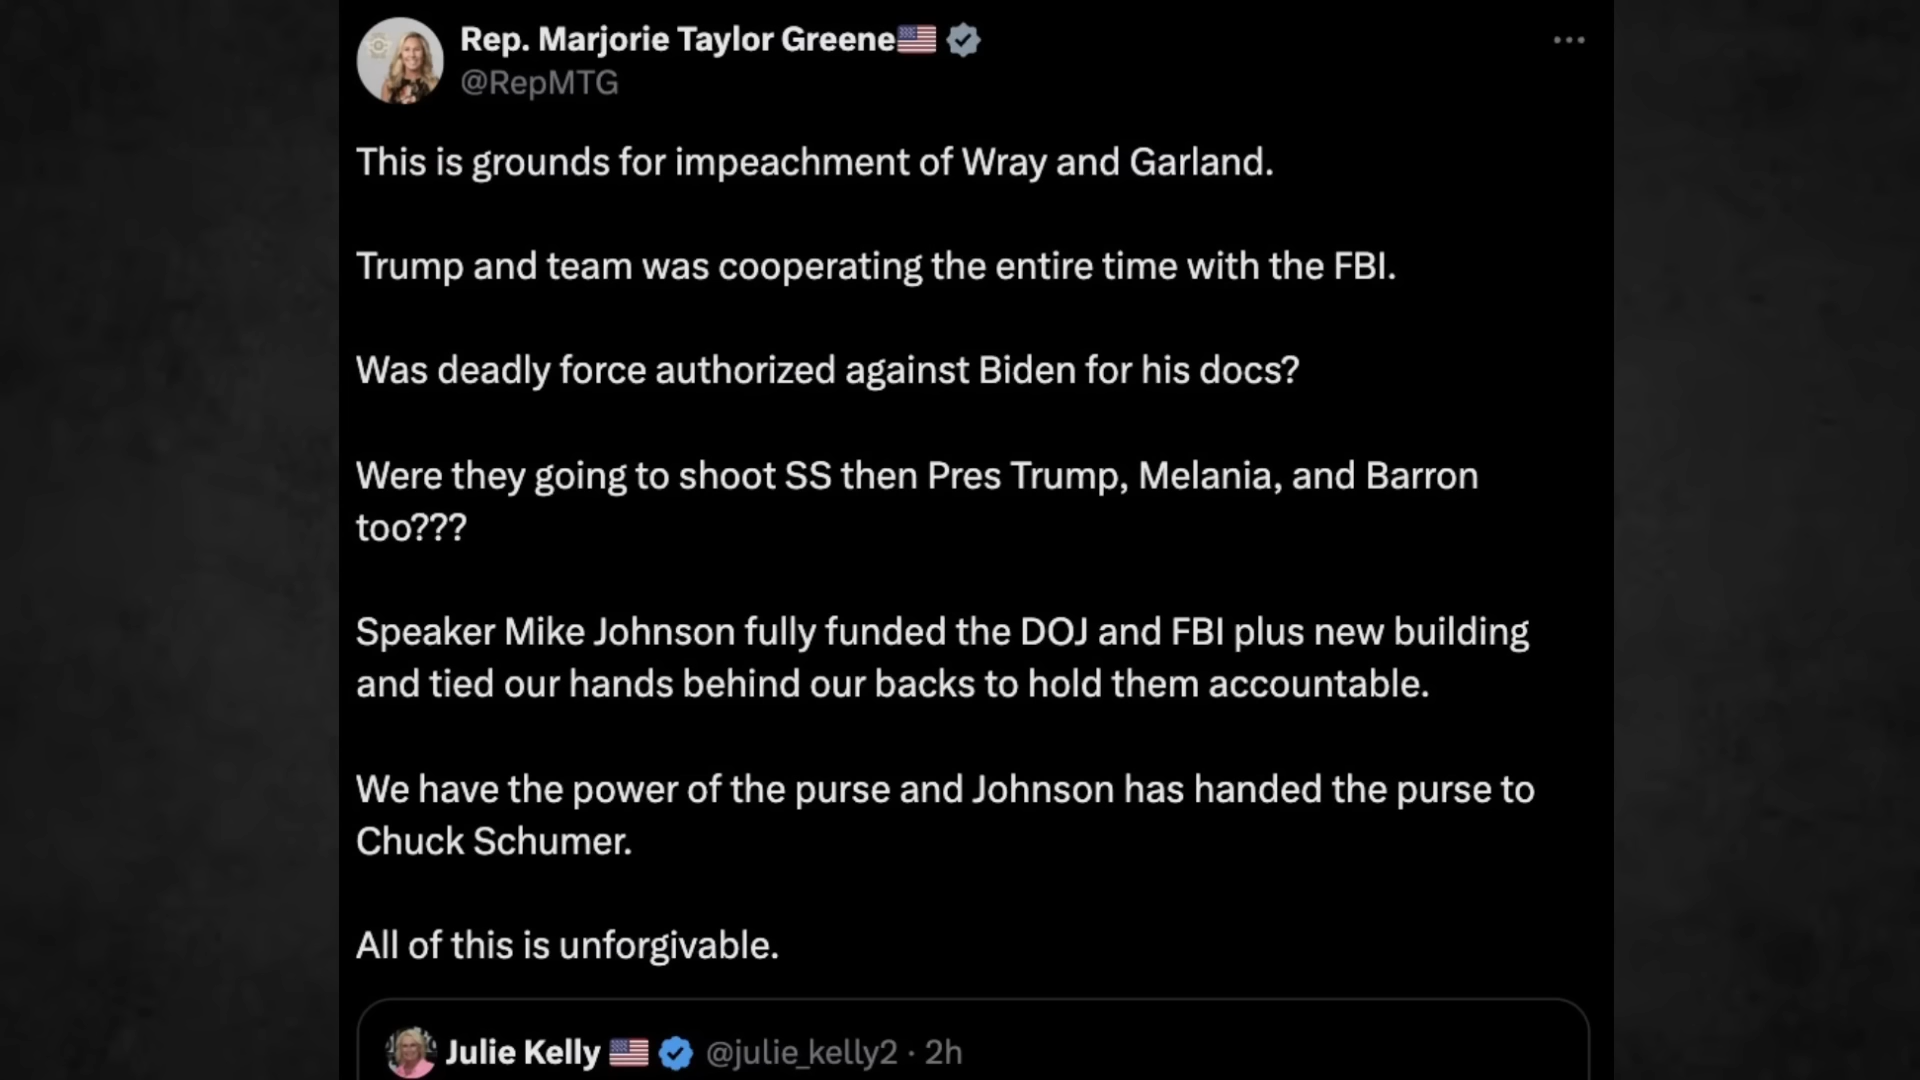 Rep. Marjorie Taylor Greene🇺🇸
@RepMTG
This is grounds for impeachment of Wray and Garland.
Trump and team was cooperating the entire time with the FBI.
Was deadly force authorized against Biden for his docs?
Were they going to shoot SS then Pres Trump, Melania, and Barron
too???
Speaker Mike Johnson fully funded the DOJ and FBI plus new building
and tied our hands behind our backs to hold them accountable.
We have the power of the purse and Johnson has handed the purse to
Chuck Schumer.
All of this is unforgivable.
Julie Kelly 🇺🇸 @julie_kelly2 · 2h